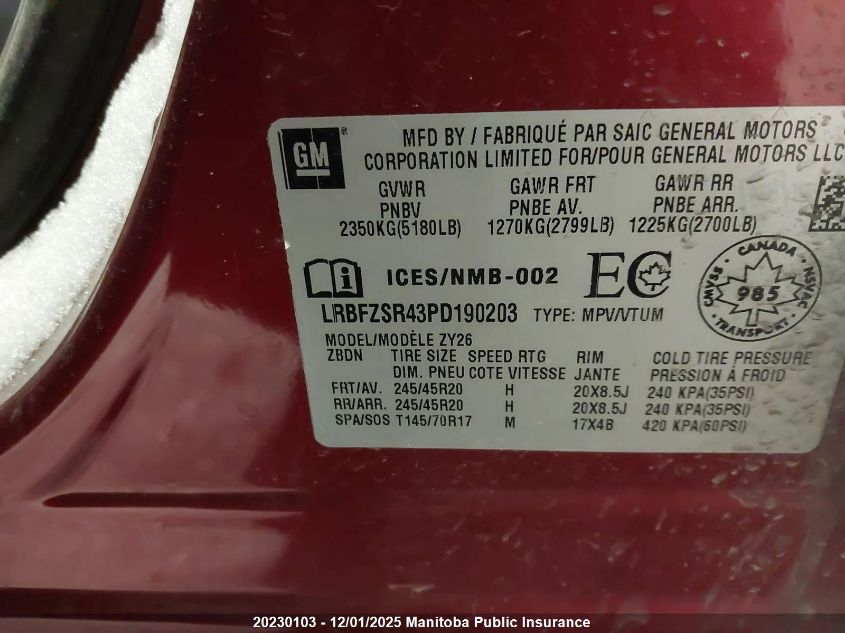 GM
MFD BY / FABRIQUÉ PAR SAIC GENERAL MOTORS
CORPORATION LIMITED FOR/POUR GENERAL MOTORS LLC
GVWR GAWR FRT GAWR RR
PNBV PNBE AV. PNBE ARR.
2350KG(5180LB) 1270KG(2799LB) 1225KG(2700LB)
i ICES/NMB-002 EC
CANADA
CMVSS 985 NSVAC
TRANSPORT
LRBFZSR43PD190203 TYPE: MPV/VTUM
MODEL/MODÈLE ZY26
ZBDN TIRE SIZE SPEED RTG RIM COLD TIRE PRESSURE
DIM. PNEU COTE VITESSE JANTE PRESSION À FROID
FRT/AV. 245/45R20 H 20X8.5J 240 KPA(35PSI)
RR/ARR. 245/45R20 H 20X8.5J 240 KPA(35PSI)
SPA/SOS T145/70R17 M 17X4B 420 KPA(60PSI)
20230103 - 12/01/2025 Manitoba Public Insurance